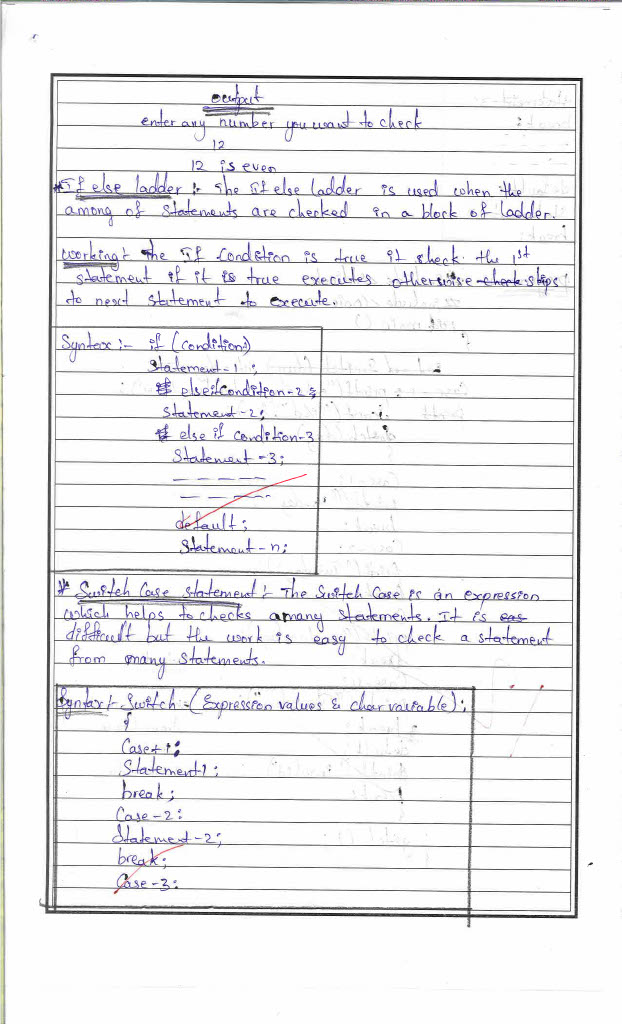 output
enter any number you want to check
12
12 is even
* If else ladder :- The if else ladder is used when the
among of statements are checked in a block of ladder.
working :- The if Condition is true it check the 1st
statement if it is true executes otherwise check skips
to next statement to execute.
Syntax :- if (condition)
Statement-1;
else if condition-2;
statement-2;
else if condition-3
Statement-3;
default;
Statement-n;
* Switch Case statement :- The Switch Case is an expression
which helps to checks amany Statements. It is eas
difficult but the work is easy to check a statement
from many statements.
Syntax :- Switch-(Expression values & char variable);
{
Case-1:
Statement1;
break;
Case-2:
Statement-2;
break;
Case-3: